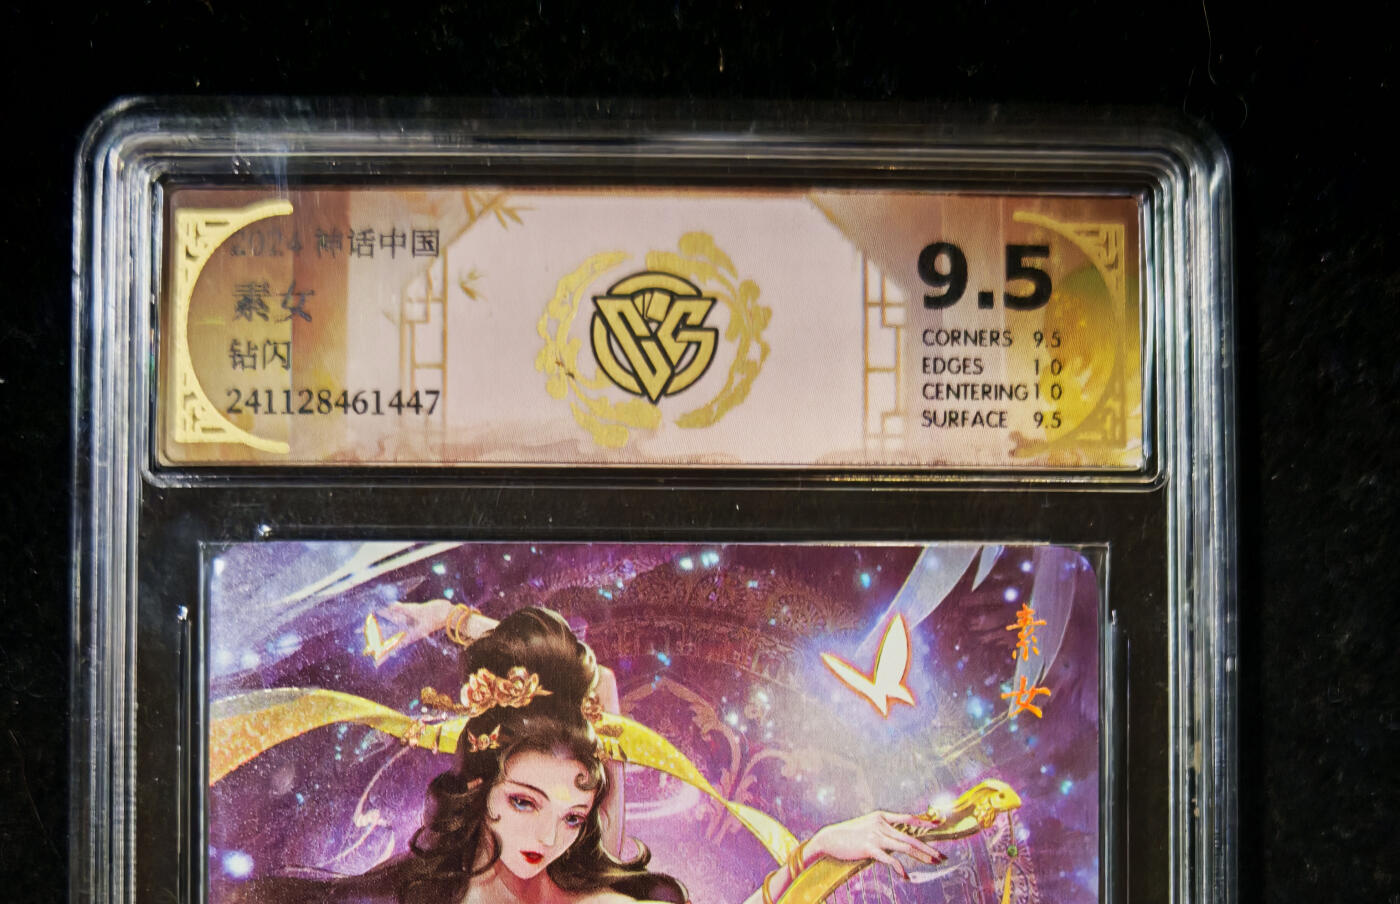 2024 神话中国
素女
钻闪
241128461447
CCGS
9.5
CORNERS 9.5
EDGES 10
CENTERING 10
SURFACE 9.5
素女